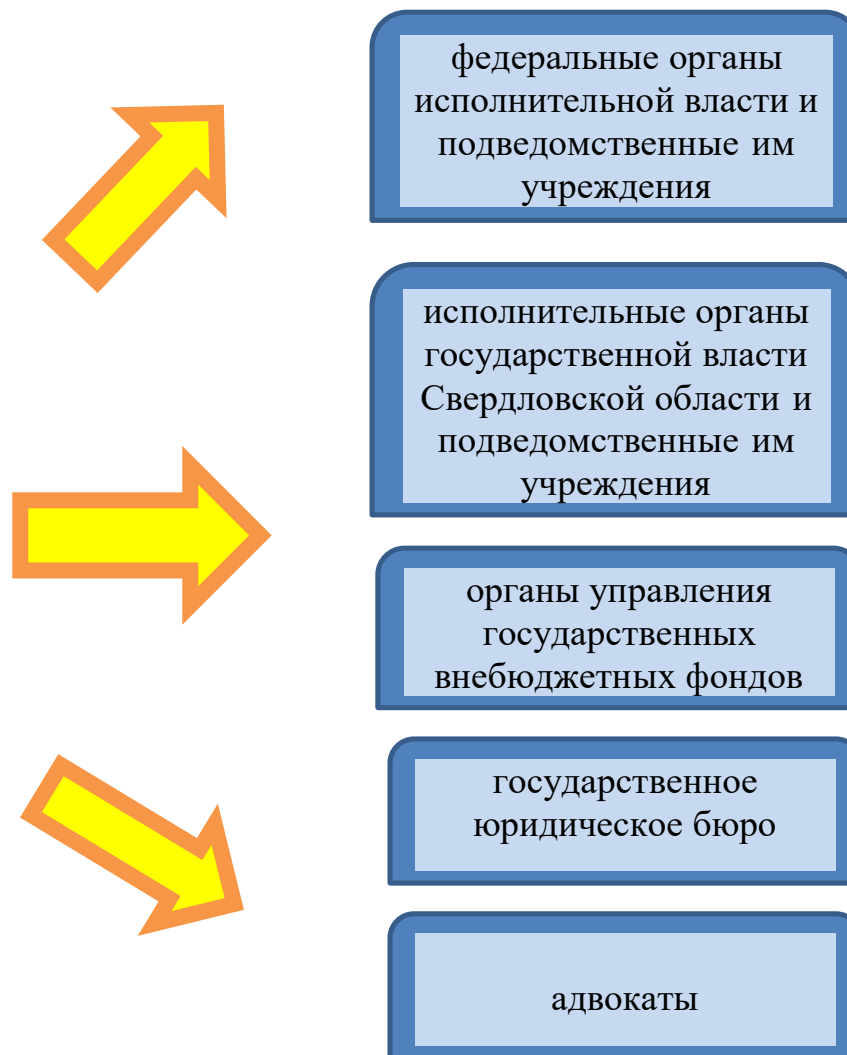 федеральные органы
исполнительной власти и
подведомственные им
учреждения
исполнительные органы
государственной власти
Свердловской области и
подведомственные им
учреждения
органы управления
государственных
внебюджетных фондов
государственное
юридическое бюро
адвокаты